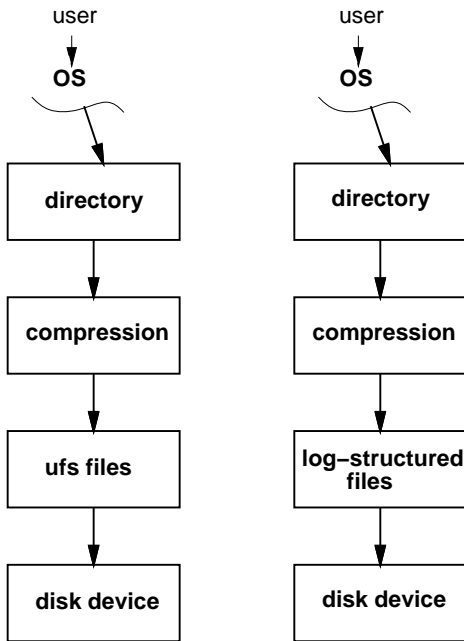 user
OS
directory
compression
ufs files
disk device
user
OS
directory
compression
log−structured
files
disk device